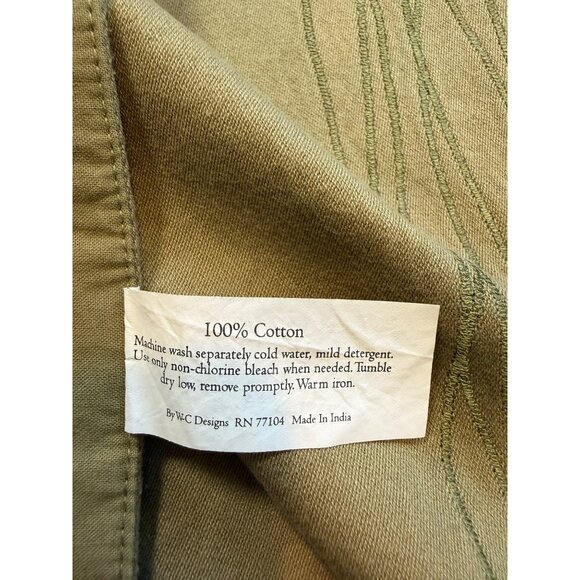 100% Cotton
Machine wash separately cold water, mild detergent.
Use only non-chlorine bleach when needed. Tumble
dry low, remove promptly. Warm iron.
By W-C Designs RN 77104 Made In India